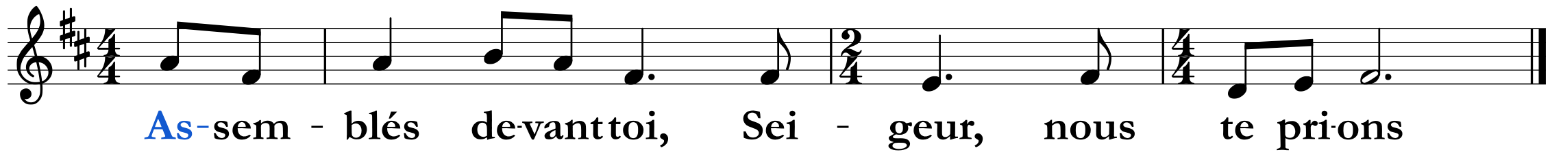 As-sem - blés de-vant toi, Sei - geur, nous te pri-ons